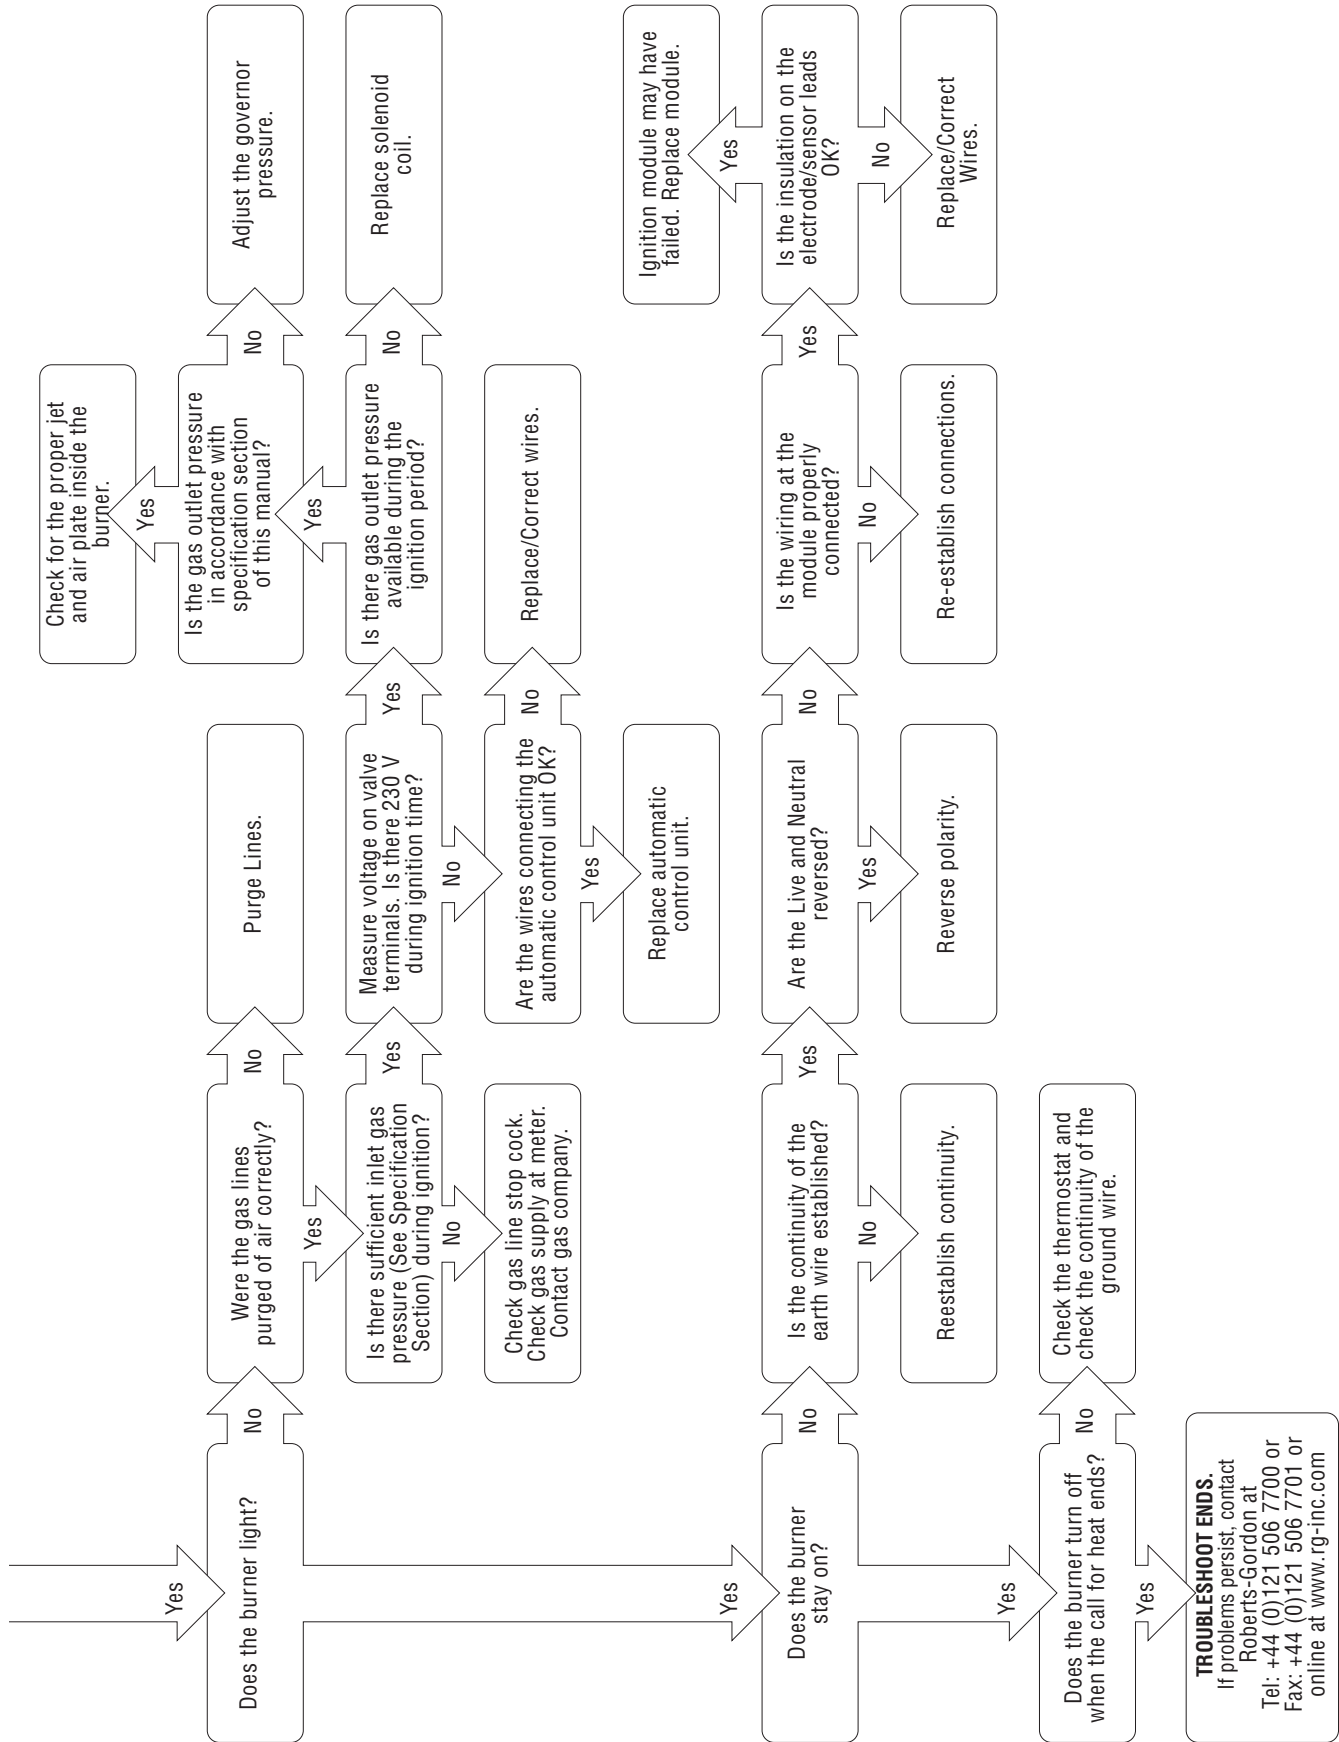 Yes
Does the burner light?
No
Were the gas lines
purged of air correctly?
No
Purge Lines.
Yes
Is there sufficient inlet gas
pressure (See Specification
Section) during ignition?
No
Check gas line stop cock.
Check gas supply at meter.
Contact gas company.
Yes
Measure voltage on valve
terminals. Is there 230 V
during ignition time?
No
Are the wires connecting the
automatic control unit OK?
No
Replace/Correct wires.
Yes
Replace automatic
control unit.
Yes
Is there gas outlet pressure
available during the
ignition period?
No
Replace solenoid
coil.
Yes
Is the gas outlet pressure
in accordance with
specification section
of this manual?
No
Adjust the governor
pressure.
Yes
Check for the proper jet
and air plate inside the
burner.
Yes
Does the burner
stay on?
No
Is the continuity of the
earth wire established?
No
Reestablish continuity.
Yes
Are the Live and Neutral
reversed?
Yes
Reverse polarity.
No
Is the wiring at the
module properly
connected?
No
Re-establish connections.
Yes
Is the insulation on the
electrode/sensor leads
OK?
Yes
Ignition module may have
failed. Replace module.
No
Replace/Correct
Wires.
Yes
Does the burner turn off
when the call for heat ends?
No
Check the thermostat and
check the continuity of the
ground wire.
Yes
TROUBLESHOOT ENDS.
If problems persist, contact
Roberts-Gordon at
Tel: +44 (0)121 506 7700 or
Fax: +44 (0)121 506 7701 or
online at www.rg-inc.com